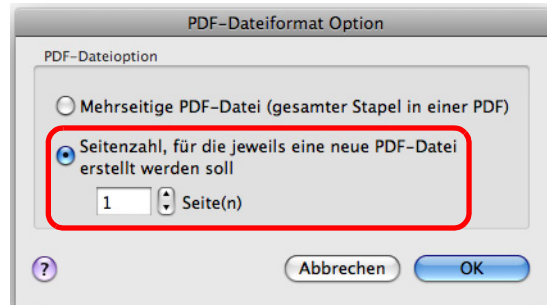 PDF-Dateiformat Option
PDF-Dateioption
Mehrseitige PDF-Datei (gesamter Stapel in einer PDF)
Seitenzahl, für die jeweils eine neue PDF-Datei
erstellt werden soll
1 Seite(n)
? Abbrechen OK